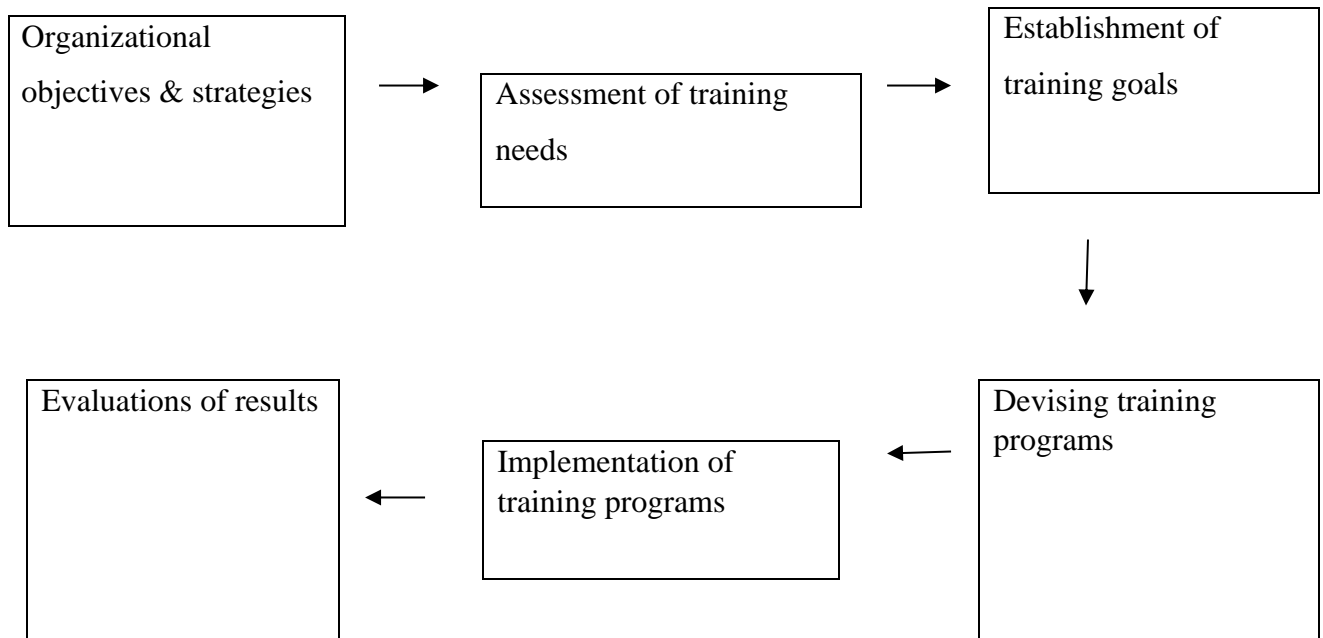 Organizational
objectives & strategies
Assessment of training
needs
Establishment of
training goals
Devising training
programs
Implementation of
training programs
Evaluations of results